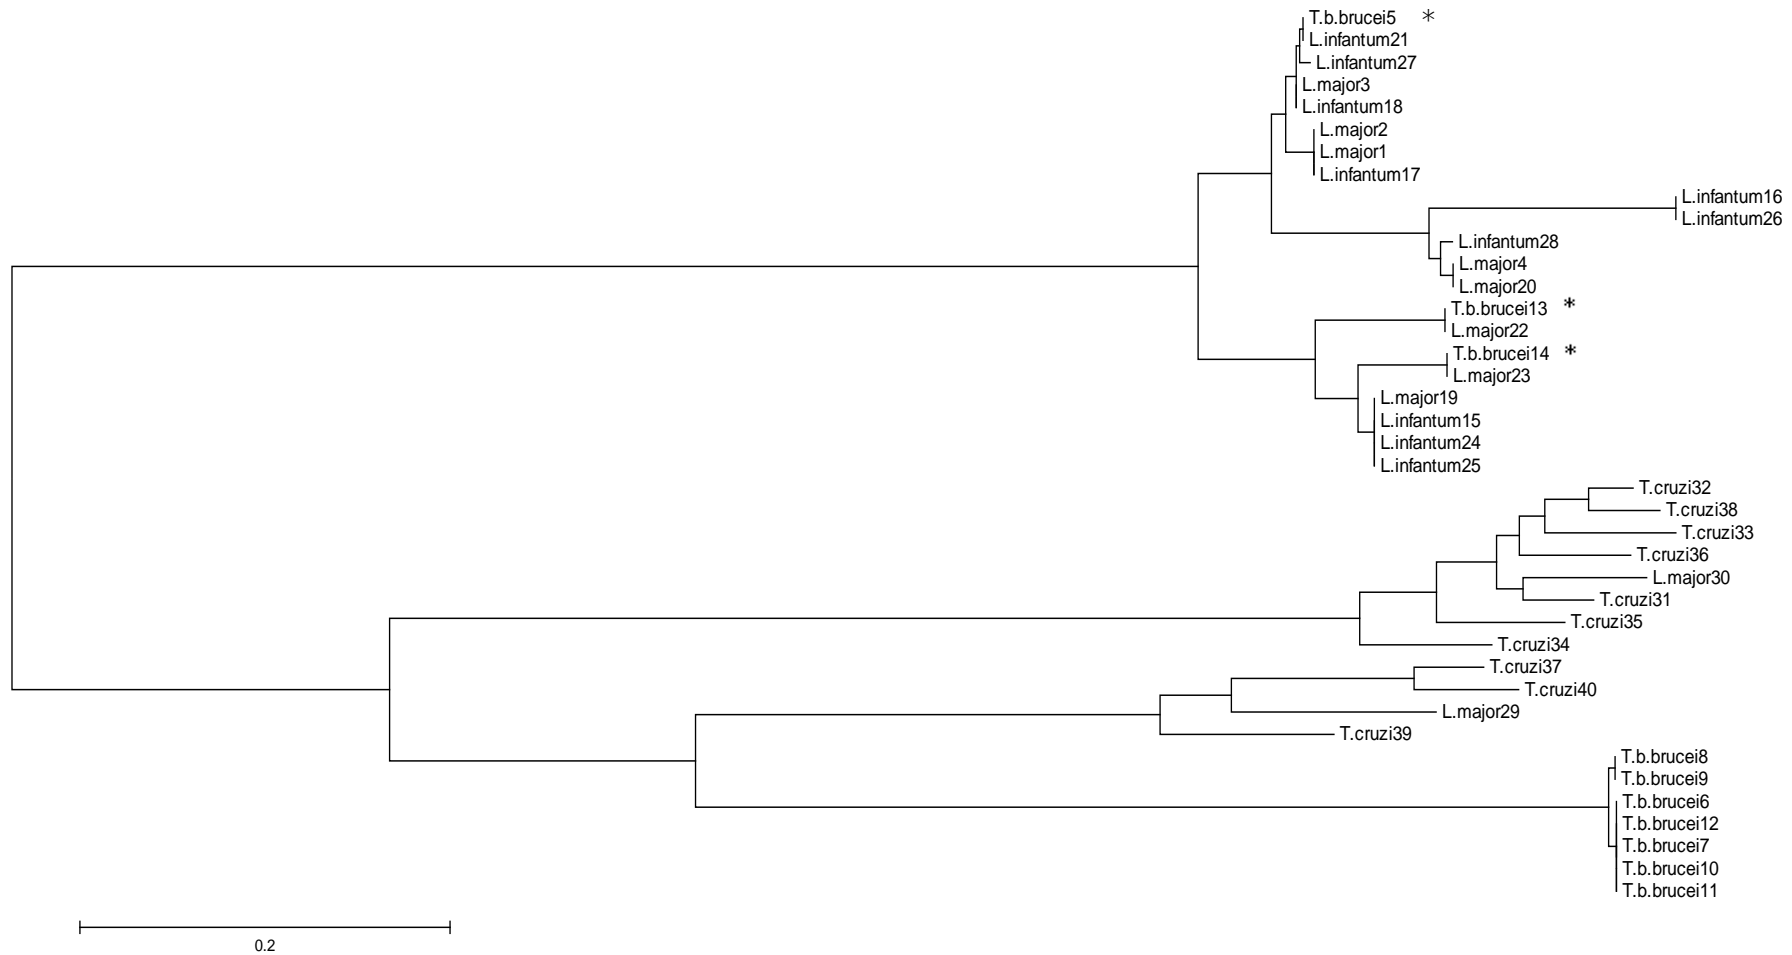 T.b.brucei5 *
L.infantum21
L.infantum27
L.major3
L.infantum18
L.major2
L.major1
L.infantum17
L.infantum16
L.infantum26
L.infantum28
L.major4
L.major20
T.b.brucei13 *
L.major22
T.b.brucei14 *
L.major23
L.major19
L.infantum15
L.infantum24
L.infantum25
T.cruzi32
T.cruzi38
T.cruzi33
T.cruzi36
L.major30
T.cruzi31
T.cruzi35
T.cruzi34
T.cruzi37
T.cruzi40
L.major29
T.cruzi39
T.b.brucei8
T.b.brucei9
T.b.brucei6
T.b.brucei12
T.b.brucei7
T.b.brucei10
T.b.brucei11
0.2